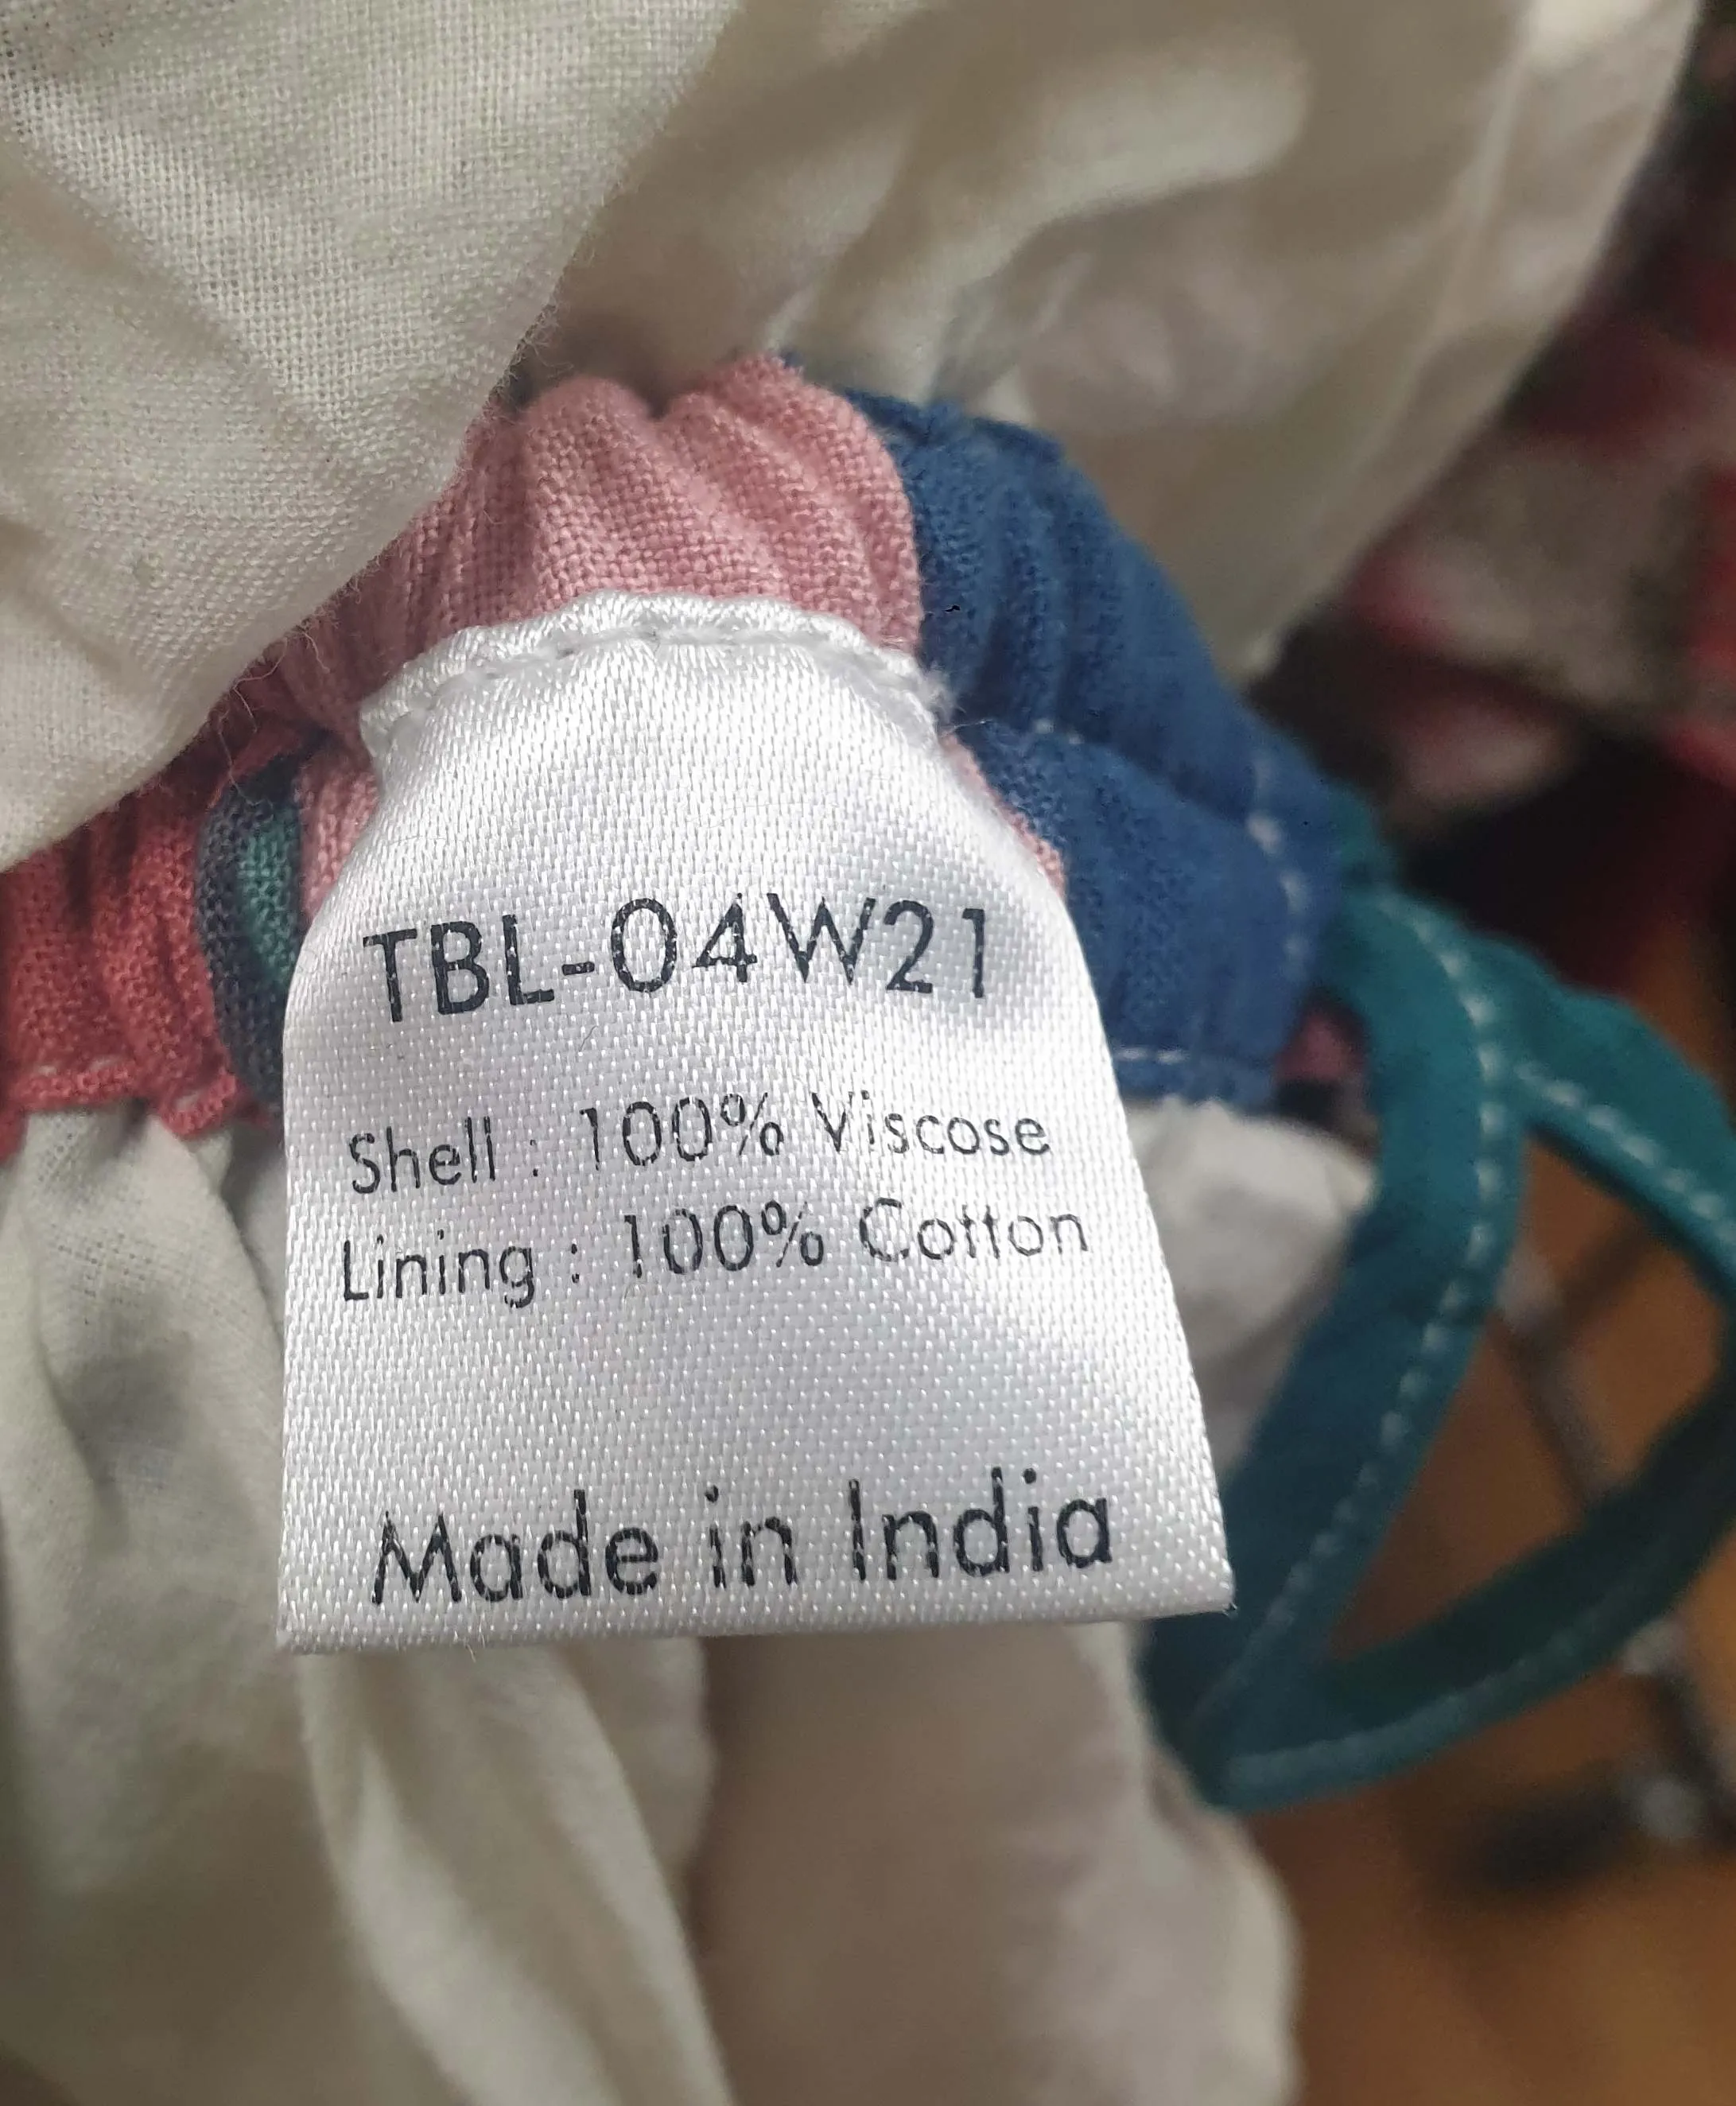 TBL-04W21
Shell : 100% Viscose
Lining : 100% Cotton
Made in India